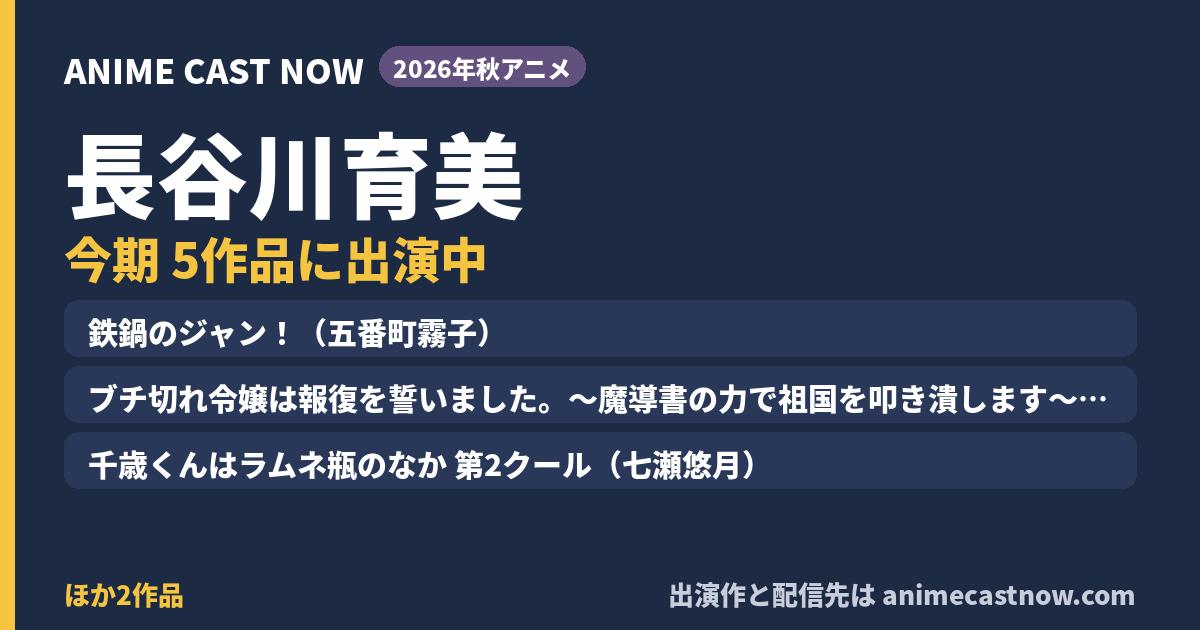 ANIME CAST NOW 2026年秋アニメ
長谷川育美
今期 5作品に出演中
鉄鍋のジャン！（五番町霧子）
ブチ切れ令嬢は報復を誓いました。～魔導書の力で祖国を叩き潰します～…
千歳くんはラムネ瓶のなか 第2クール（七瀬悠月）
ほか2作品
出演作と配信先は animecastnow.com